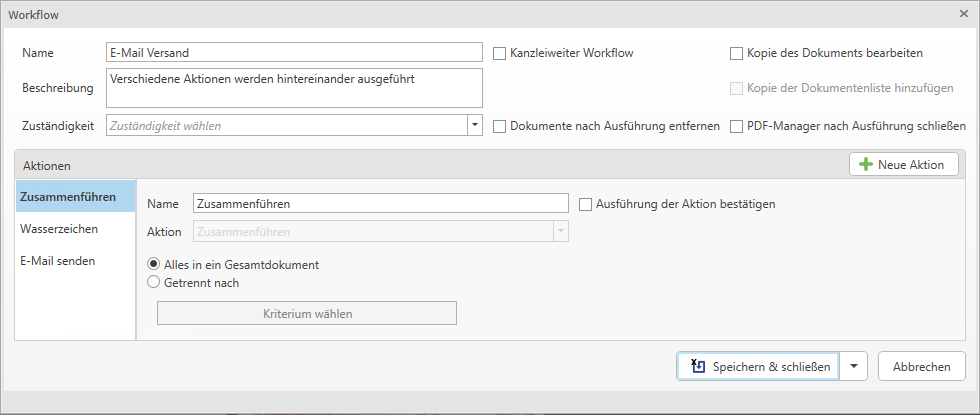 Workflow
Name
E-Mail Versand
Kanzleiweiter Workflow
Kopie des Dokuments bearbeiten
Beschreibung
Verschiedene Aktionen werden hintereinander ausgeführt
Kopie der Dokumentenliste hinzufügen
Zuständigkeit
Zuständigkeit wählen
Dokumente nach Ausführung entfernen
PDF-Manager nach Ausführung schließen
Aktionen
Neue Aktion
Zusammenführen
Wasserzeichen
E-Mail senden
Name
Zusammenführen
Ausführung der Aktion bestätigen
Aktion
Zusammenführen
Alles in ein Gesamtdokument
Getrennt nach
Kriterium wählen
Speichern & schließen
Abbrechen